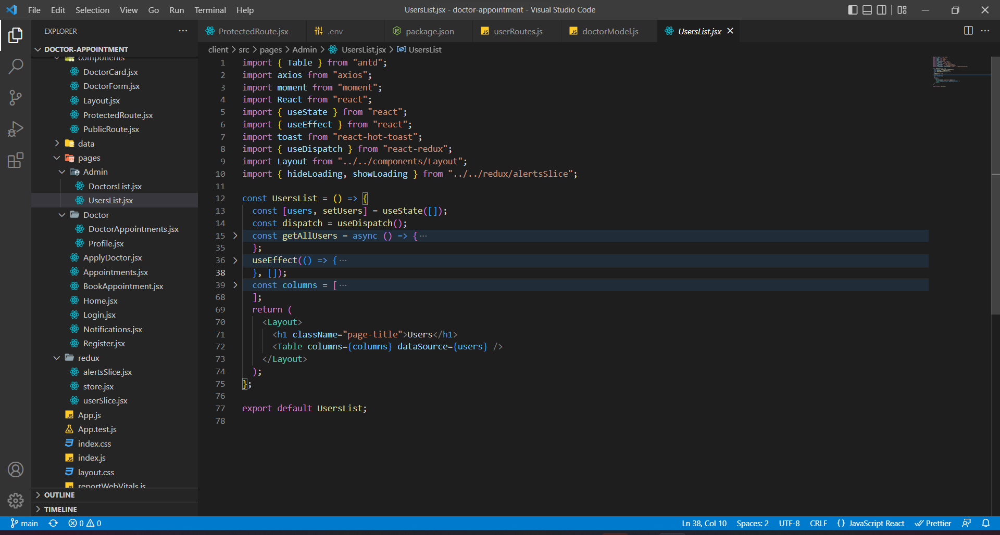 File Edit Selection View Go Run Terminal Help
UsersList.jsx - doctor-appointment - Visual Studio Code
EXPLORER
DOCTOR-APPOINTMENT
components
DoctorCard.jsx
DoctorForm.jsx
Layout.jsx
ProtectedRoute.jsx
PublicRoute.jsx
data
pages
Admin
DoctorsList.jsx
UsersList.jsx
Doctor
DoctorAppointments.jsx
Profile.jsx
ApplyDoctor.jsx
Appointments.jsx
BookAppointment.jsx
Home.jsx
Login.jsx
Notifications.jsx
Register.jsx
redux
alertsSlice.jsx
store.jsx
userSlice.jsx
JS App.js
App.test.js
index.css
JS index.js
layout.css
reportWebVitals.js
OUTLINE
TIMELINE
ProtectedRoute.jsx .env package.json JS userRoutes.js JS doctorModel.js UsersList.jsx
client > src > pages > Admin > UsersList.jsx > UsersList
1 import { Table } from "antd";
2 import axios from "axios";
3 import moment from "moment";
4 import React from "react";
5 import { useState } from "react";
6 import { useEffect } from "react";
7 import toast from "react-hot-toast";
8 import { useDispatch } from "react-redux";
9 import Layout from "../../components/Layout";
10 import { hideLoading, showLoading } from "../../redux/alertsSlice";
11
12 const UsersList = () => {
13 const [users, setUsers] = useState([]);
14 const dispatch = useDispatch();
15 const getAllUsers = async () => {···
35 };
36 useEffect(() => {···
38 }, []);
39 const columns = [···
68 ];
69 return (
70 <Layout>
71 <h1 className="page-title">Users</h1>
72 <Table columns={columns} dataSource={users} />
73 </Layout>
74 );
75 };
76
77 export default UsersList;
78
main 0 0 Ln 38, Col 10 Spaces: 2 UTF-8 CRLF {} JavaScript React Prettier